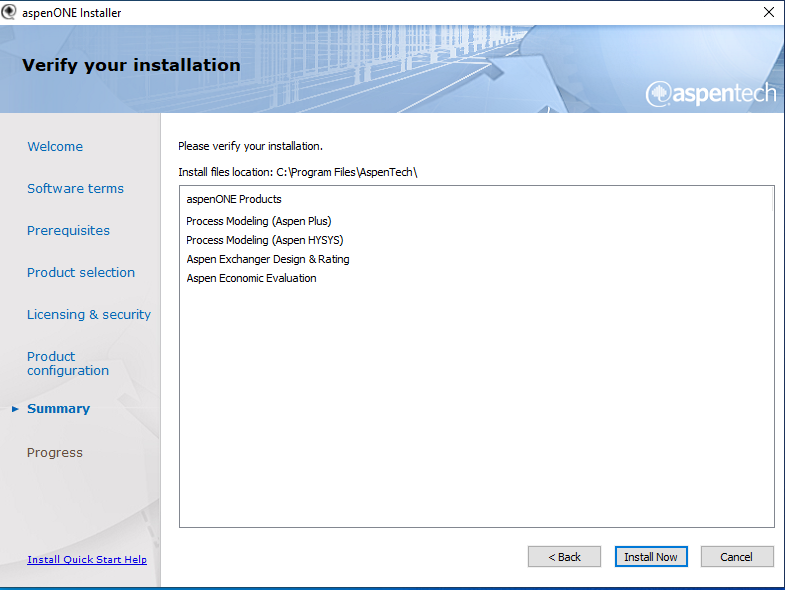 aspenONE Installer
Verify your installation
aspentech
Welcome
Software terms
Prerequisites
Product selection
Licensing & security
Product
configuration
Summary
Progress
Install Quick Start Help
Please verify your installation.
Install files location: C:\Program Files\AspenTech\
aspenONE Products
Process Modeling (Aspen Plus)
Process Modeling (Aspen HYSYS)
Aspen Exchanger Design & Rating
Aspen Economic Evaluation
< Back
Install Now
Cancel